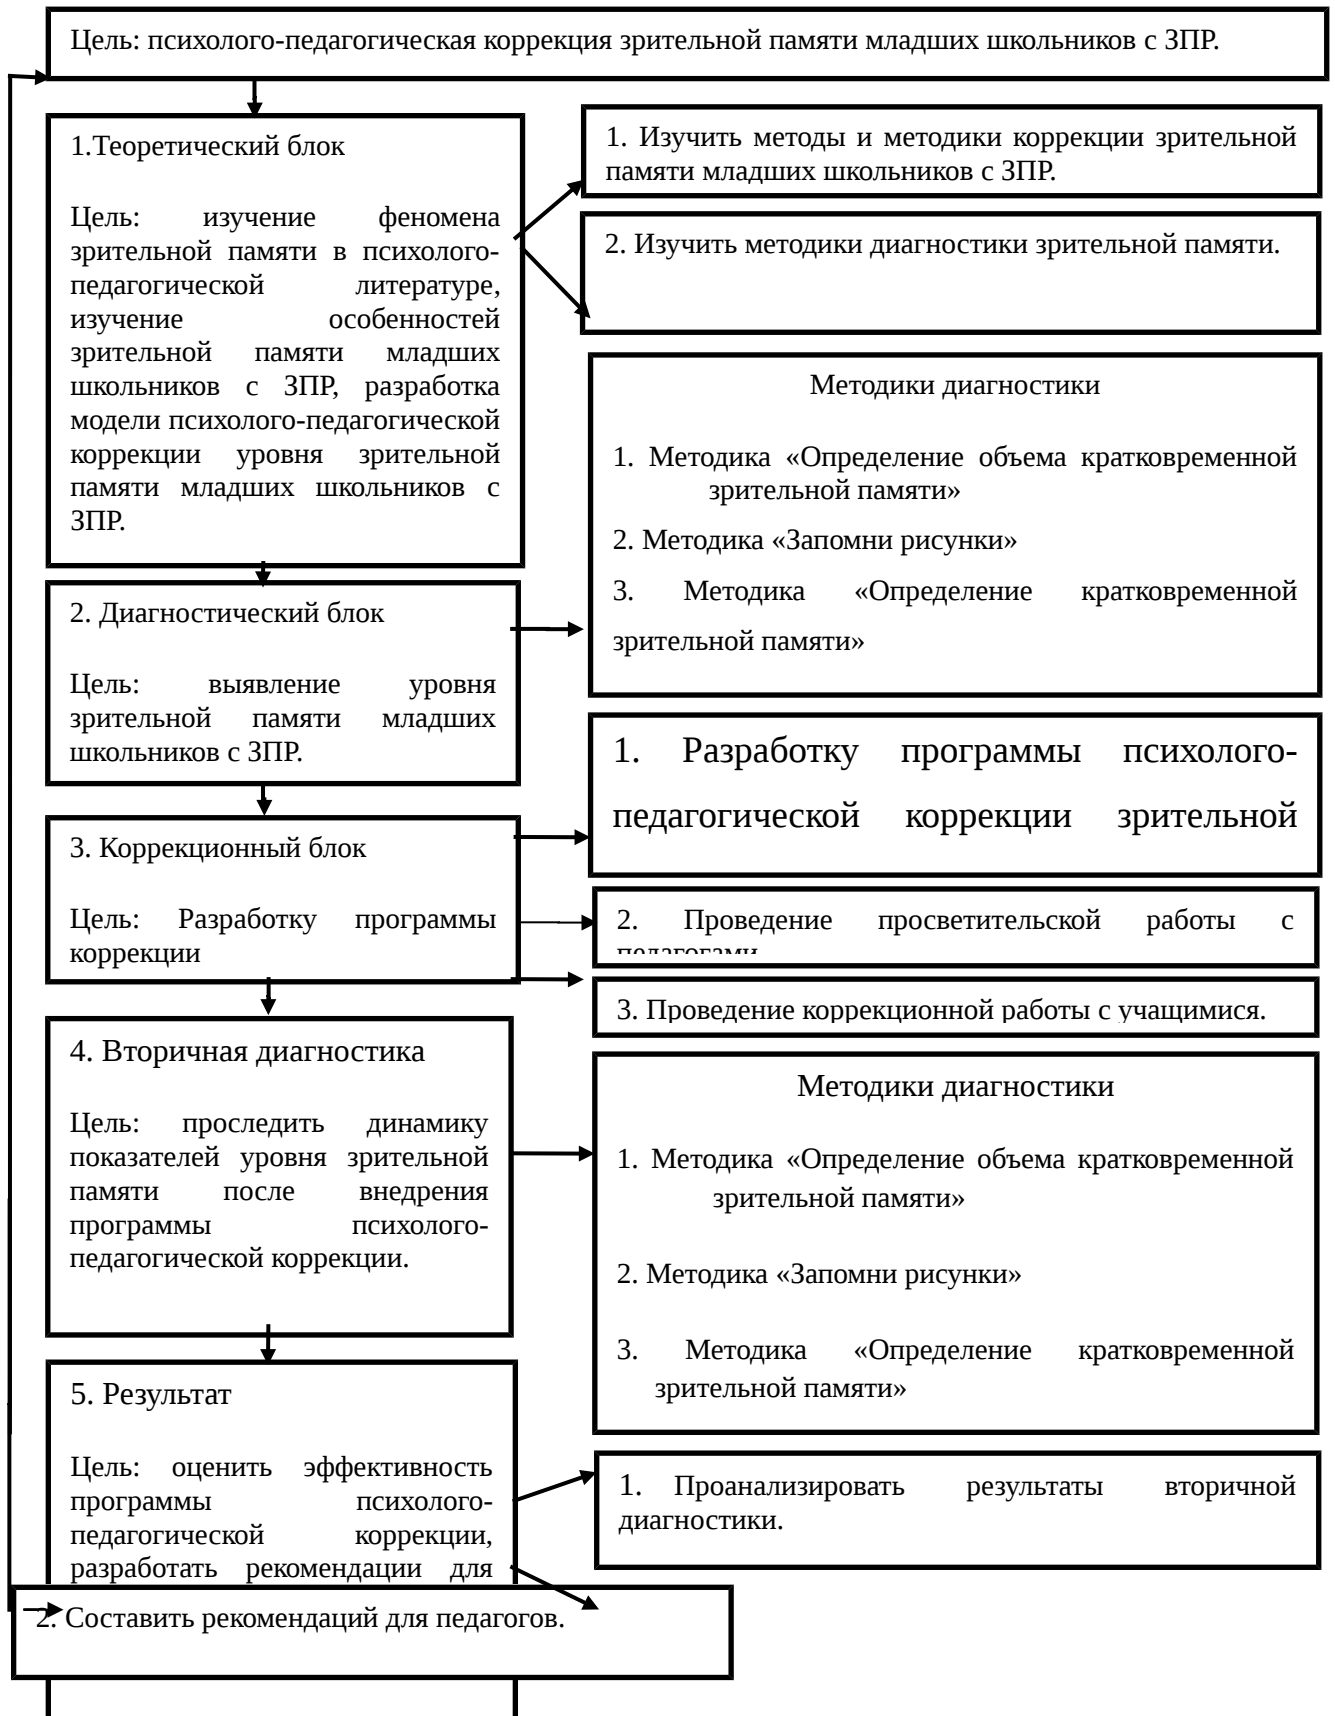 Цель: психолого-педагогическая коррекция зрительной памяти младших школьников с ЗПР.
1.Теоретический блок
Цель: изучение феномена
зрительной памяти в психолого-
педагогической литературе,
изучение особенностей
зрительной памяти младших
школьников с ЗПР, разработка
модели психолого-педагогической
коррекции уровня зрительной
памяти младших школьников с
ЗПР.
1. Изучить методы и методики коррекции зрительной
памяти младших школьников с ЗПР.
2. Изучить методики диагностики зрительной памяти.
2. Диагностический блок
Цель: выявление уровня
зрительной памяти младших
школьников с ЗПР.
Методики диагностики
1. Методика «Определение объема кратковременной
зрительной памяти»
2. Методика «Запомни рисунки»
3. Методика «Определение кратковременной
зрительной памяти»
3. Коррекционный блок
Цель: Разработку программы
коррекции
1. Разработку программы психолого-
педагогической коррекции зрительной
2. Проведение просветительской работы с
педагогами
3. Проведение коррекционной работы с учащимися.
4. Вторичная диагностика
Цель: проследить динамику
показателей уровня зрительной
памяти после внедрения
программы психолого-
педагогической коррекции.
Методики диагностики
1. Методика «Определение объема кратковременной
зрительной памяти»
2. Методика «Запомни рисунки»
3. Методика «Определение кратковременной
зрительной памяти»
5. Результат
Цель: оценить эффективность
программы психолого-
педагогической коррекции,
разработать рекомендации для
1. Проанализировать результаты вторичной
диагностики.
2. Составить рекомендаций для педагогов.